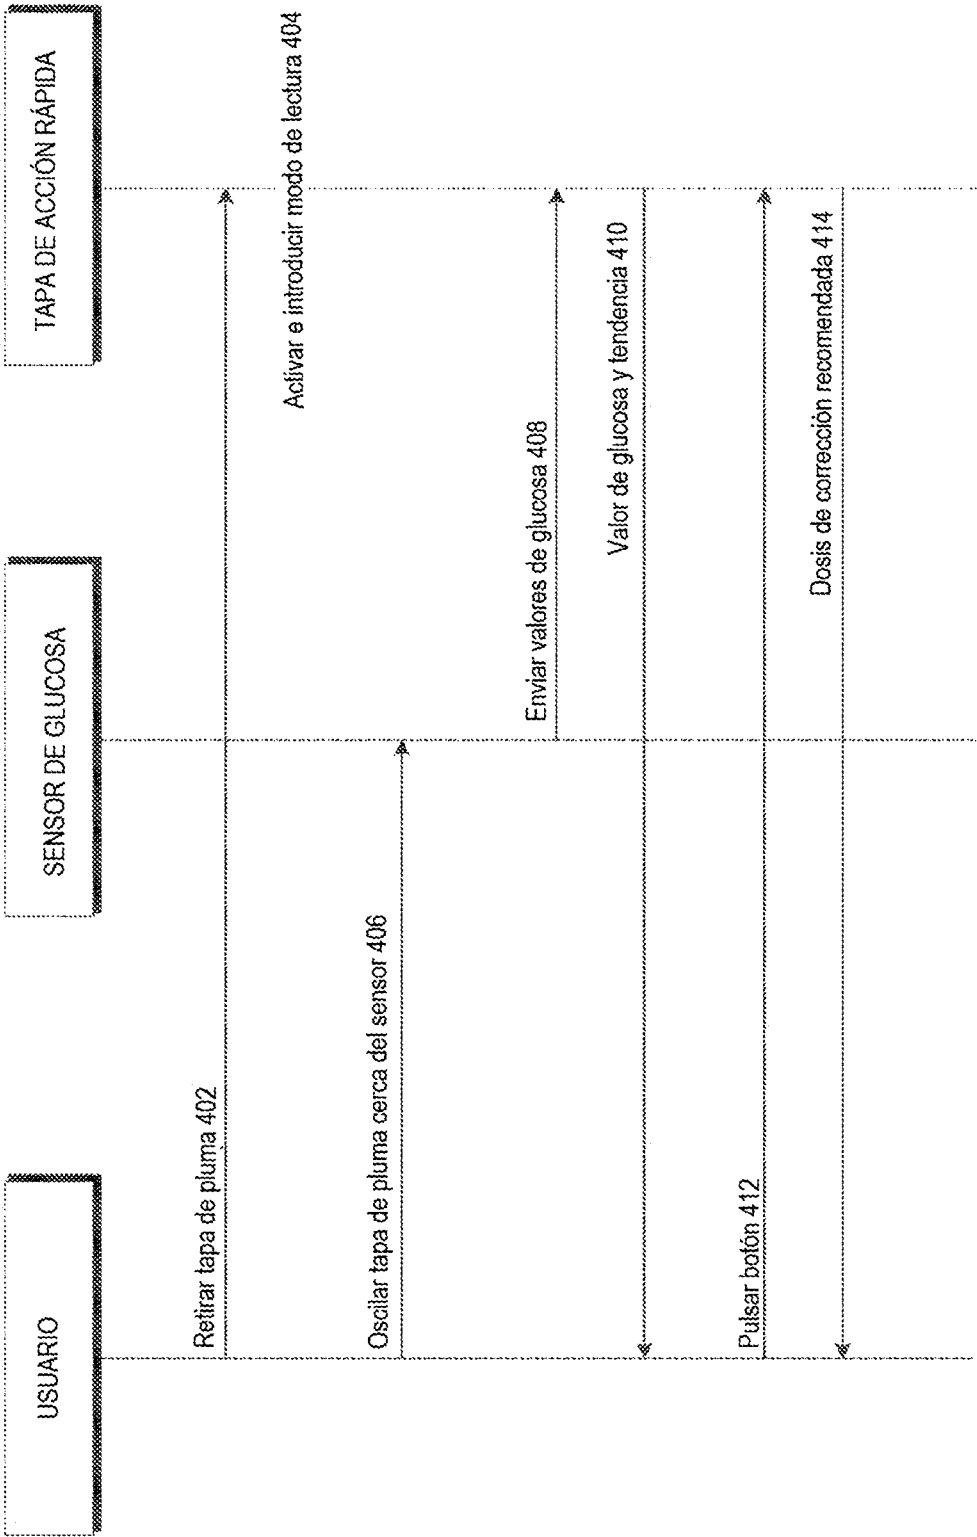 USUARIO
SENSOR DE GLUCOSA
TAPA DE ACCIÓN RÁPIDA
Retirar tapa de pluma 402
Activar e introducir modo de lectura 404
Oscilar tapa de pluma cerca del sensor 406
Enviar valores de glucosa 408
Valor de glucosa y tendencia 410
Pulsar botón 412
Dosis de corrección recomendada 414